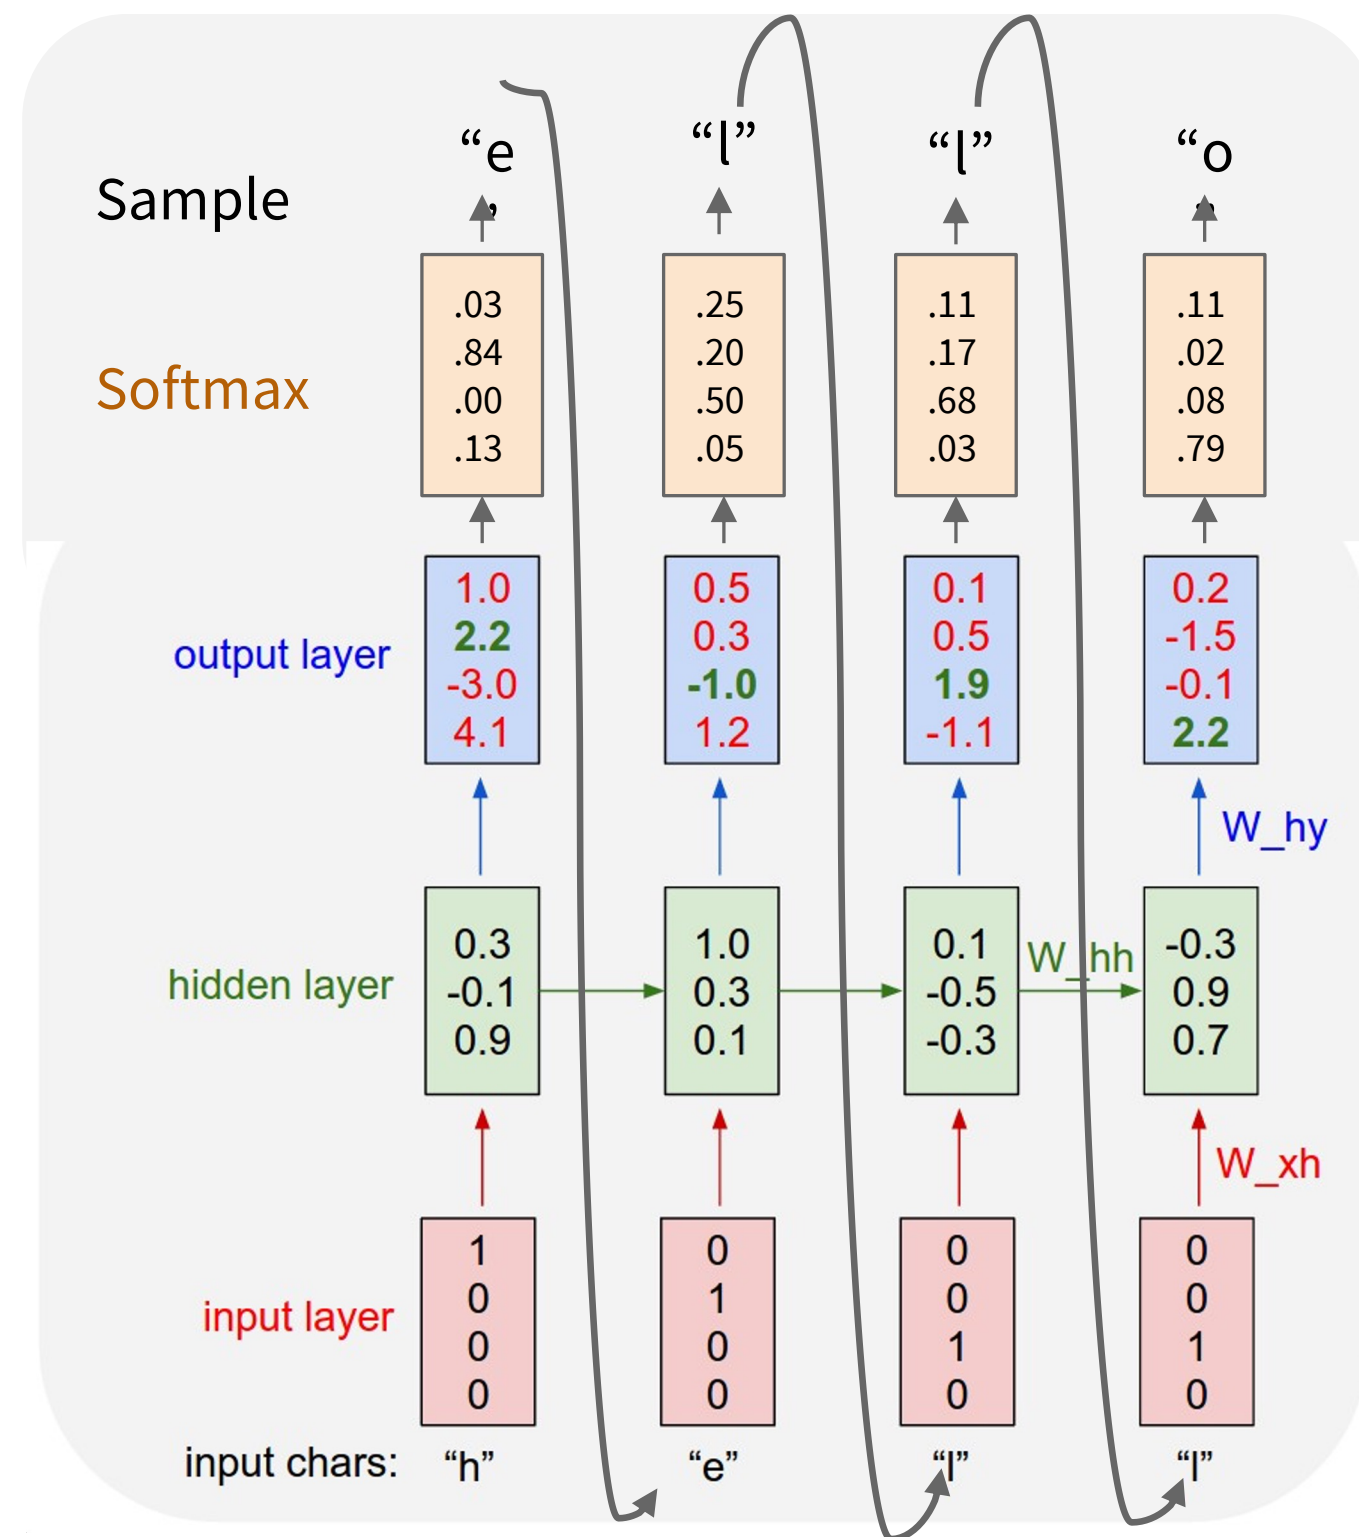 “e” “l” “l” “o”
Sample
.03 .25 .11 .11
.84 .20 .17 .02
Softmax
.00 .50 .68 .08
.13 .05 .03 .79
1.0 0.5 0.1 0.2
2.2 0.3 0.5 -1.5
output layer
-3.0 -1.0 1.9 -0.1
4.1 1.2 -1.1 2.2
W_hy
0.3 1.0 0.1 -0.3
W_hh
hidden layer -0.1 0.3 -0.5 0.9
0.9 0.1 -0.3 0.7
W_xh
1 0 0 0
0 1 0 0
input layer
0 0 1 1
0 0 0 0
input chars: “h” “e” “l” “l”